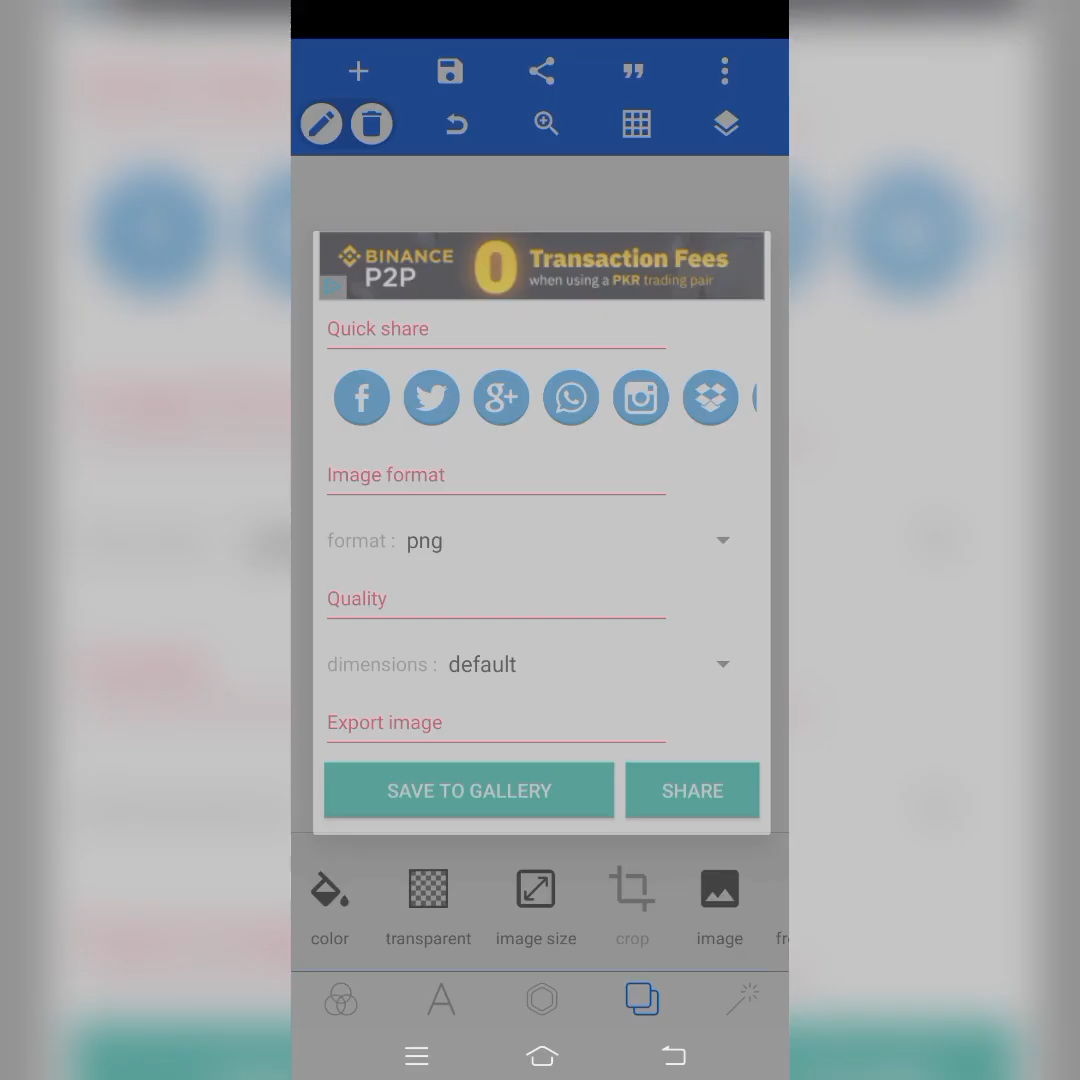 BINANCE
P2P
0
Transaction Fees
when using a PKR trading pair
Quick share
Image format
format : png
Quality
dimensions : default
Export image
SAVE TO GALLERY
SHARE
color
transparent
image size
crop
image
fr